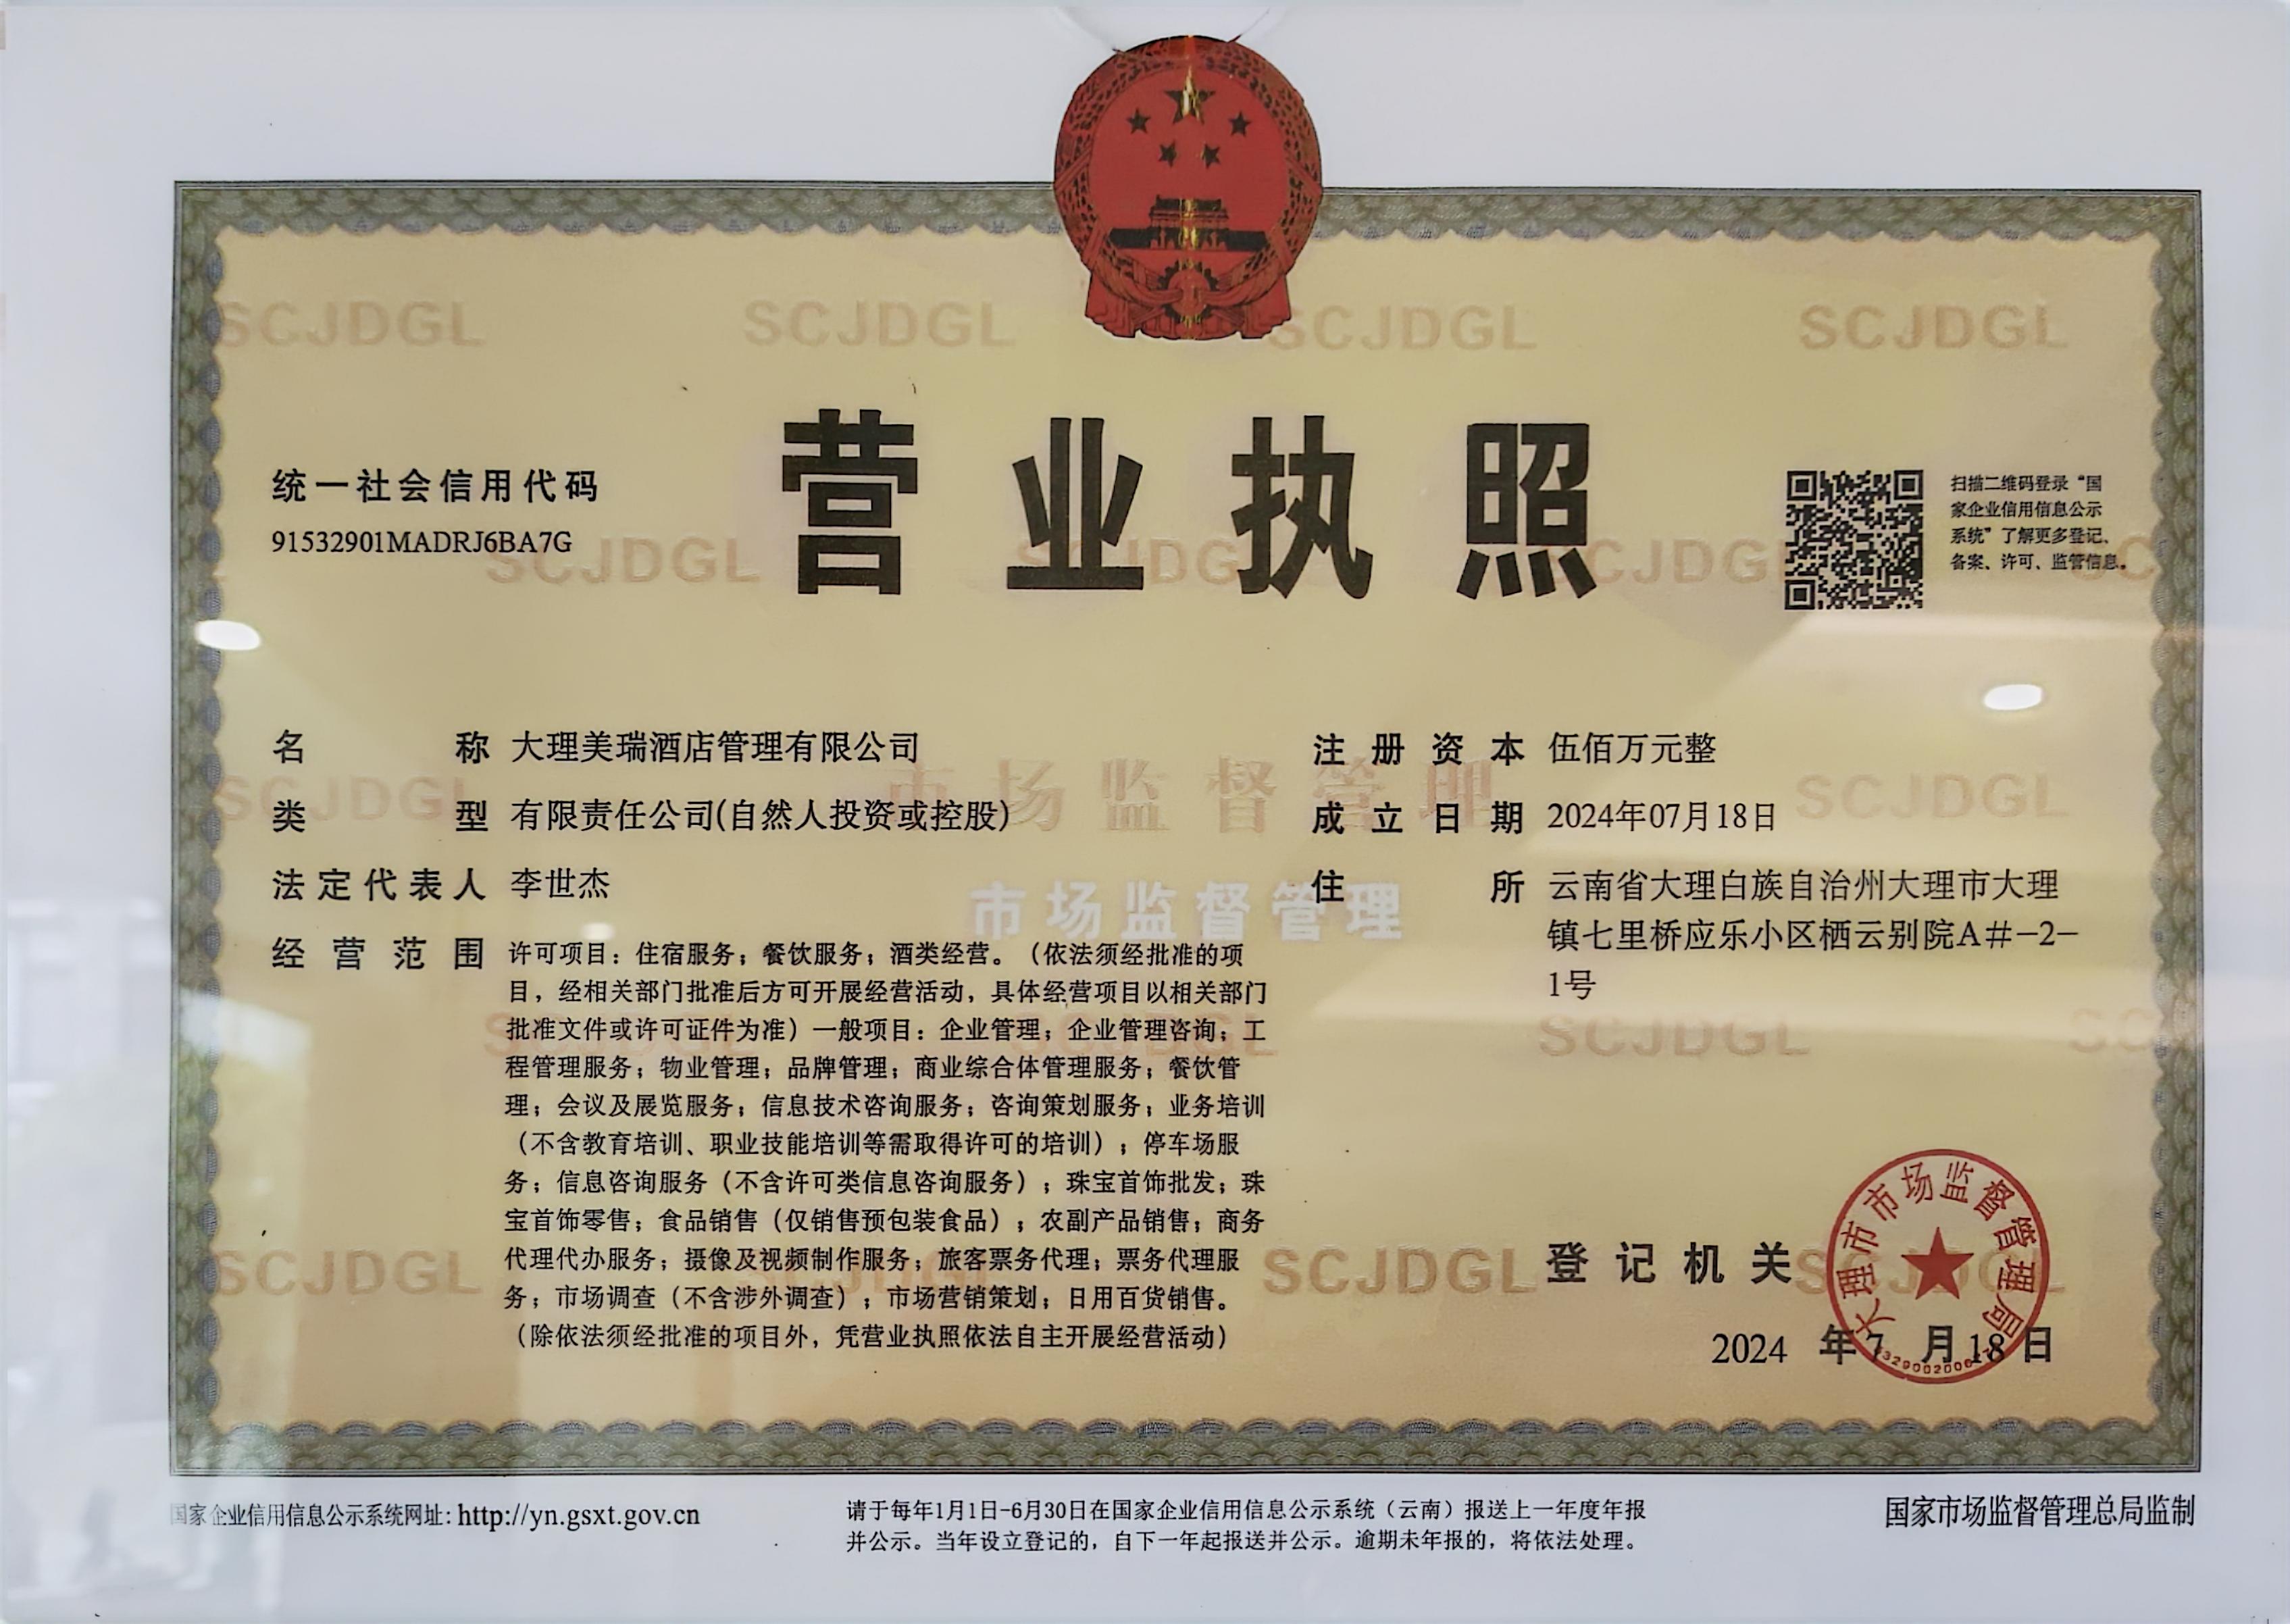 营业执照
统一社会信用代码
91532901MADRJ6BA7G
扫描二维码登录“国
家企业信用信息公示
系统”了解更多登记、
备案、许可、监管信息。
名称 大理美瑞酒店管理有限公司
类型 有限责任公司(自然人投资或控股)
法定代表人 李世杰
经营范围 许可项目：住宿服务；餐饮服务；酒类经营。（依法须经批准的项
目，经相关部门批准后方可开展经营活动，具体经营项目以相关部门
批准文件或许可证件为准）一般项目：企业管理；企业管理咨询；工
程管理服务；物业管理；品牌管理；商业综合体管理服务；餐饮管
理；会议及展览服务；信息技术咨询服务；咨询策划服务；业务培训
（不含教育培训、职业技能培训等需取得许可的培训）；停车场服
务；信息咨询服务（不含许可类信息咨询服务）；珠宝首饰批发；珠
宝首饰零售；食品销售（仅销售预包装食品）；农副产品销售；商务
代理代办服务；摄像及视频制作服务；旅客票务代理；票务代理服
务；市场调查（不含涉外调查）；市场营销策划；日用百货销售。
（除依法须经批准的项目外，凭营业执照依法自主开展经营活动）
注册资本 伍佰万元整
成立日期 2024年07月18日
住所 云南省大理白族自治州大理市大理
镇七里桥应乐小区栖云别院A#-2-
1号
市场监督管理
市场监督管理
SCJDGL
登记机关
大理市市场监督管理局
2024 年 7 月 18 日
国家企业信用信息公示系统网址：http://yn.gsxt.gov.cn
请于每年1月1日-6月30日在国家企业信用信息公示系统（云南）报送上一年度年报
并公示。当年设立登记的，自下一年起报送并公示。逾期未年报的，将依法处理。
国家市场监督管理总局监制